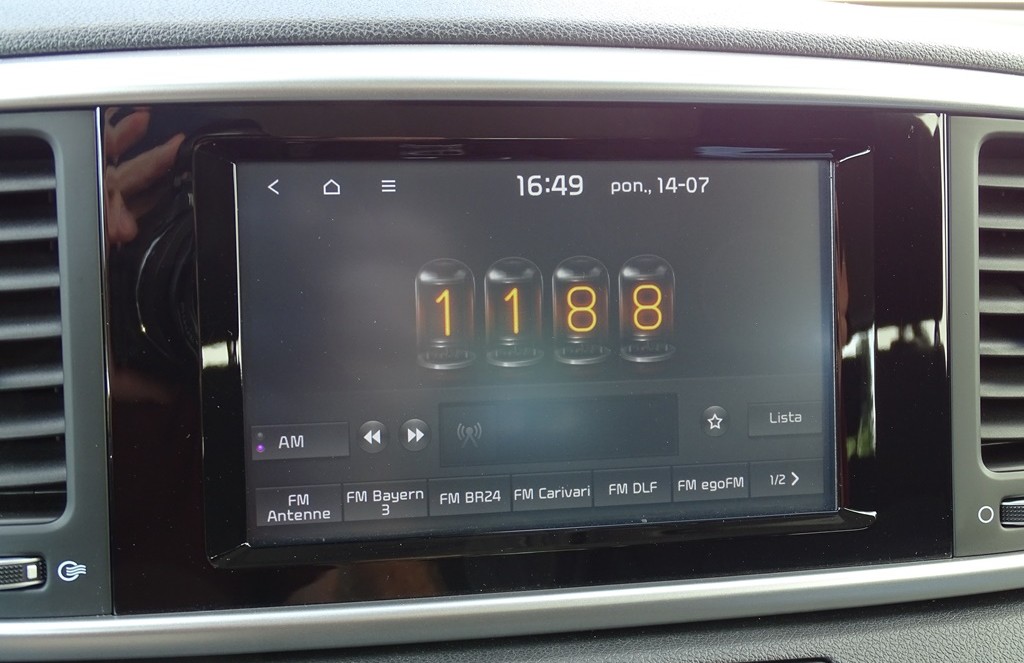 16:49 pon., 14-07
1188
AM
Lista
FM
Antenne
FM Bayern
3
FM BR24
FM Carivari
FM DLF
FM egoFM
1/2